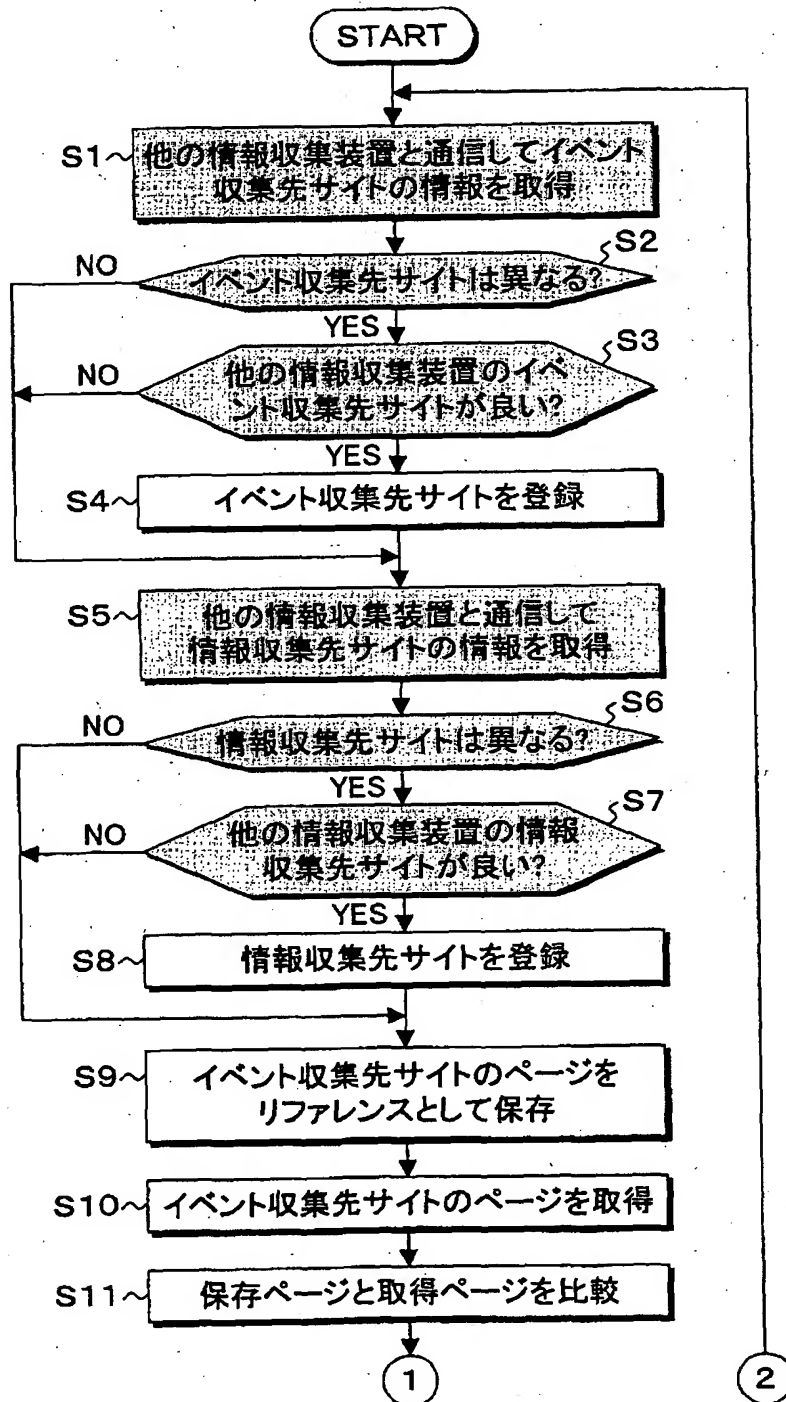 START
S1~
他の情報収集装置と通信してイベント
収集先サイトの情報を取得
S2
NO
イベント収集先サイトは異なる?
YES
S3
NO
他の情報収集装置のイベ
ント収集先サイトが良い?
YES
S4~
イベント収集先サイトを登録
S5~
他の情報収集装置と通信して
情報収集先サイトの情報を取得
S6
NO
情報収集先サイトは異なる?
YES
S7
NO
他の情報収集装置の情報
収集先サイトが良い?
YES
S8~
情報収集先サイトを登録
S9~
イベント収集先サイトのページを
リファレンスとして保存
S10~
イベント収集先サイトのページを取得
S11~
保存ページと取得ページを比較
1
2